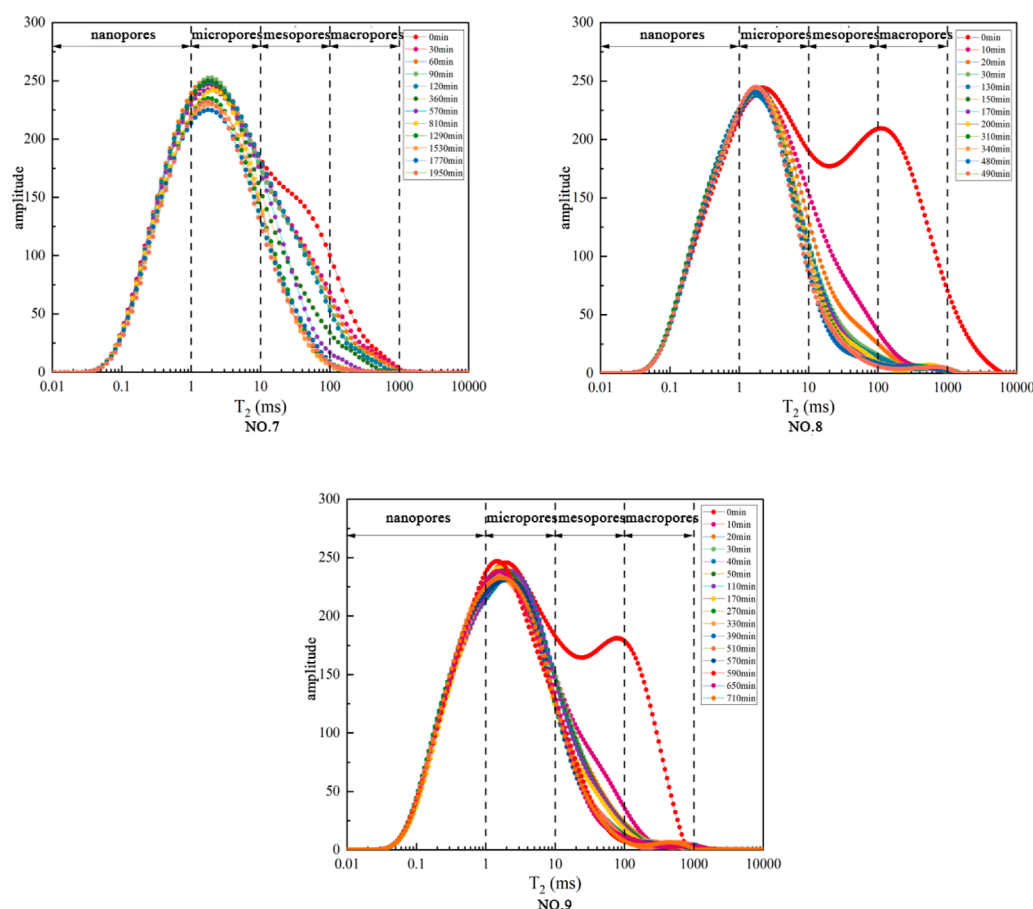 300
250
200
150
100
50
0
amplitude
nanopores
micropores
mesopores
macropores
0min
30min
60min
90min
120min
360min
570min
810min
1290min
1530min
1770min
1950min
0.01 0.1 1 10 100 1000 10000
T2 (ms)
NO.7
300
250
200
150
100
50
0
amplitude
nanopores
micropores
mesopores
macropores
0min
10min
20min
30min
130min
150min
170min
200min
310min
340min
480min
490min
0.01 0.1 1 10 100 1000 10000
T2 (ms)
NO.8
300
250
200
150
100
50
0
amplitude
nanopores
micropores
mesopores
macropores
0min
10min
20min
30min
40min
50min
110min
170min
270min
330min
390min
510min
570min
590min
650min
710min
0.01 0.1 1 10 100 1000 10000
T2 (ms)
NO.9